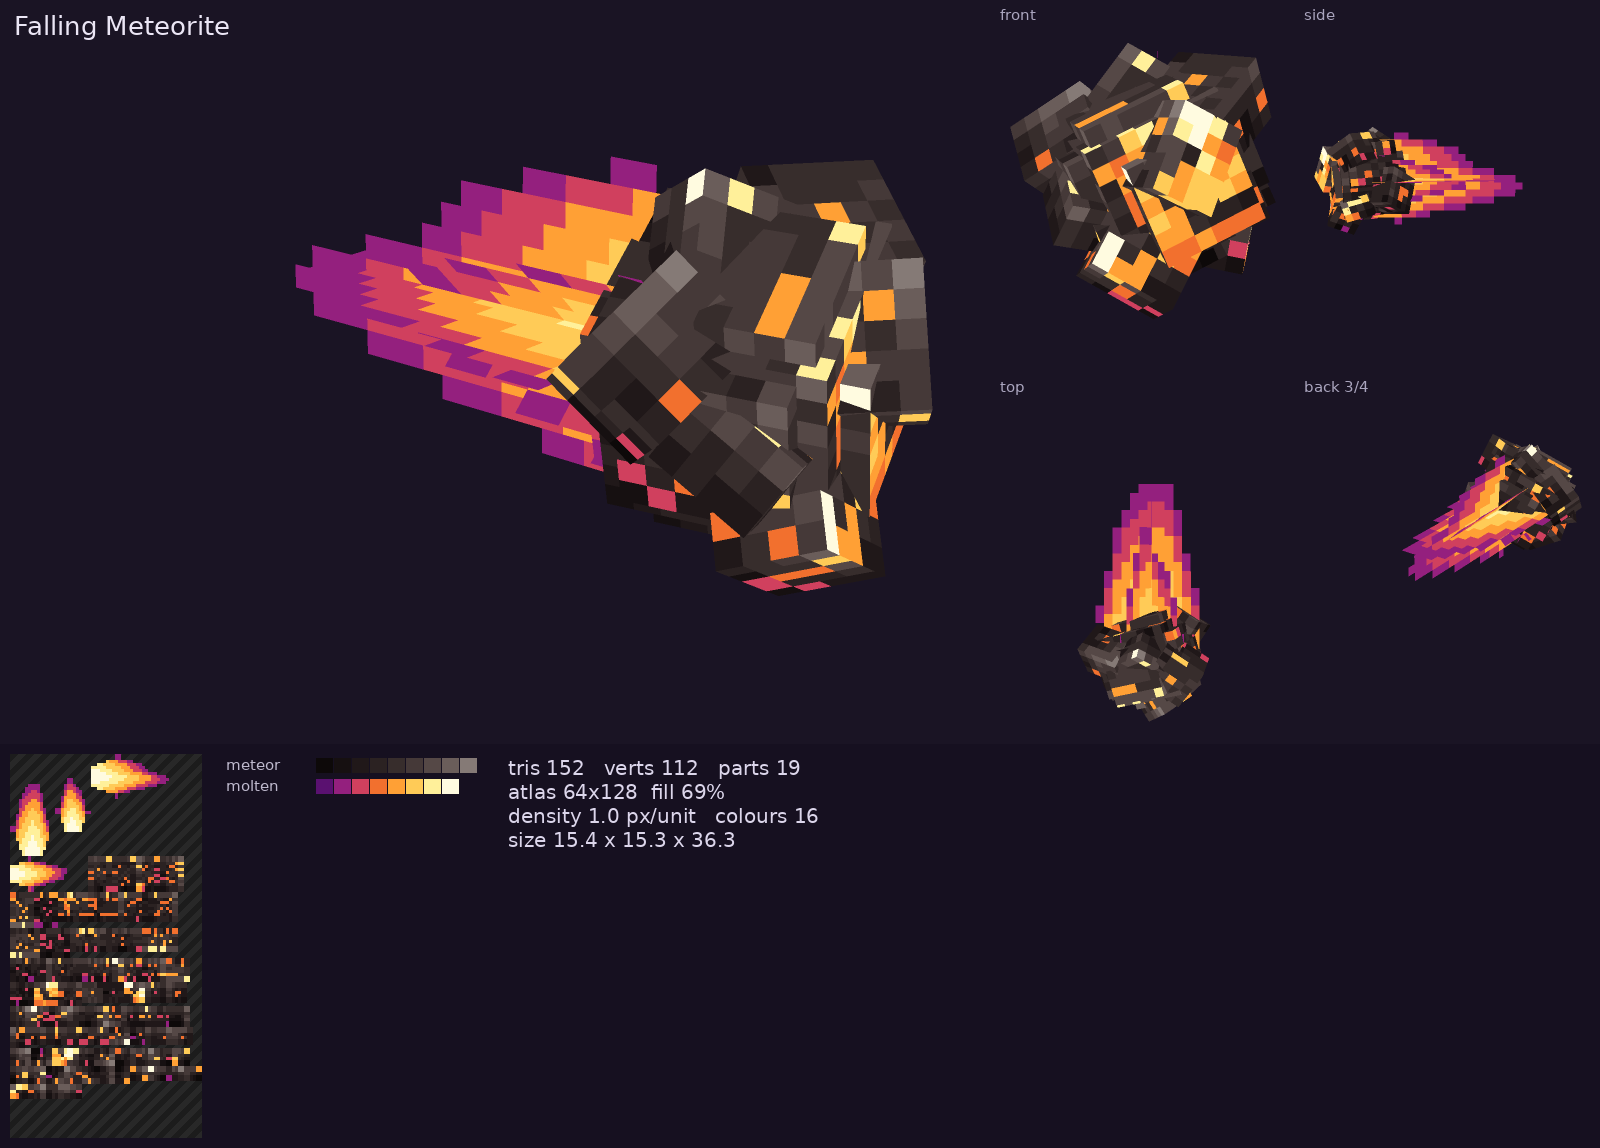 Falling Meteorite
front
side
top
back 3/4
meteor
molten
tris 152   verts 112   parts 19
atlas 64x128  fill 69%
density 1.0 px/unit   colours 16
size 15.4 x 15.3 x 36.3